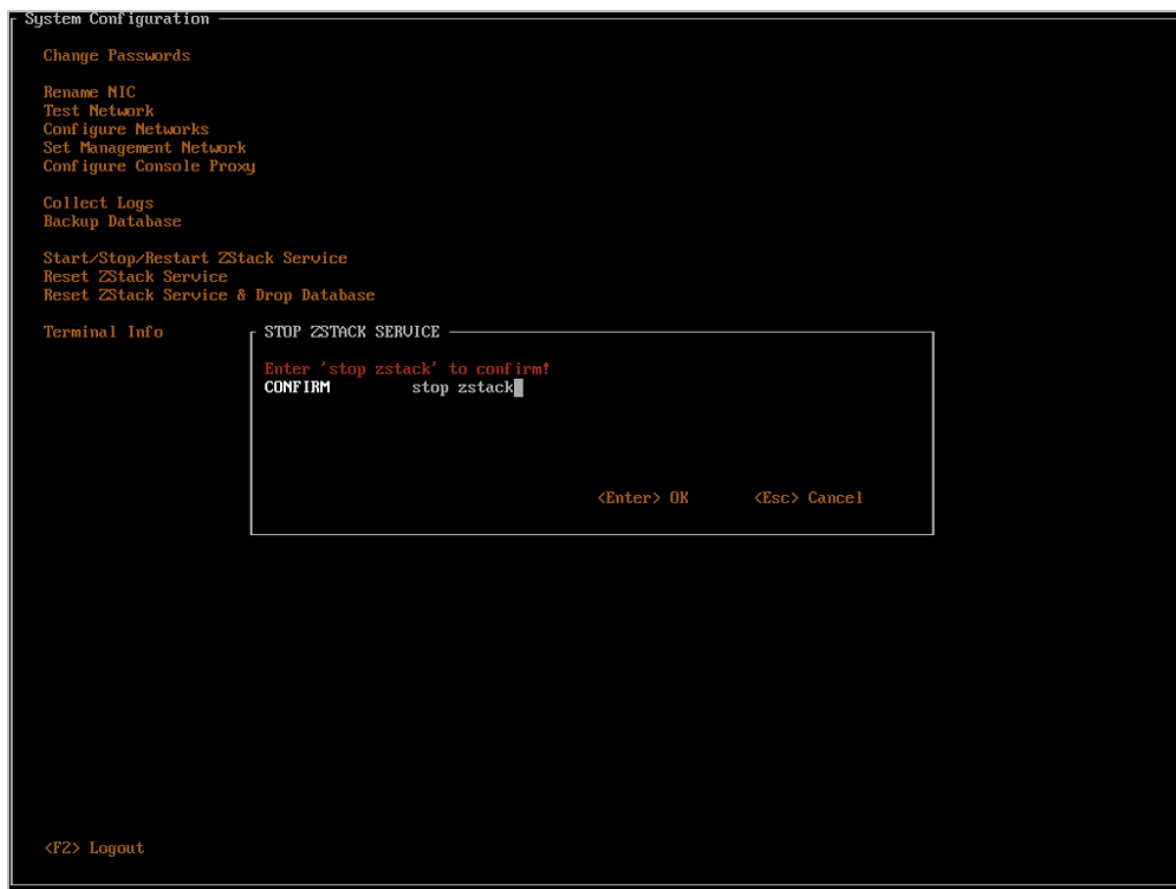 System Configuration
Change Passwords
Rename NIC
Test Network
Configure Networks
Set Management Network
Configure Console Proxy
Collect Logs
Backup Database
Start/Stop/Restart ZStack Service
Reset ZStack Service
Reset ZStack Service & Drop Database
Terminal Info
STOP ZSTACK SERVICE
Enter 'stop zstack' to confirm!
CONFIRM stop zstack
<Enter> OK <Esc> Cancel
<F2> Logout